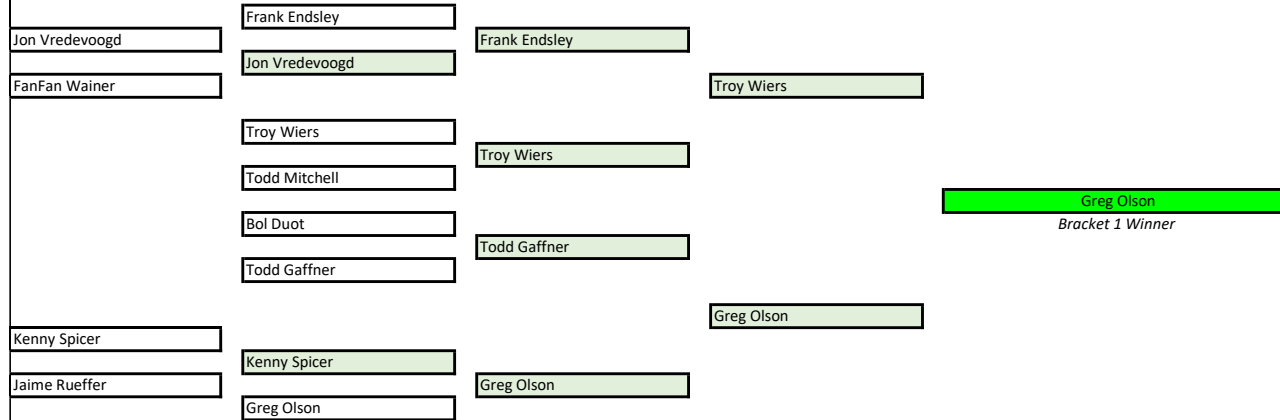 Frank Endsley
Jon Vredevoogd
Frank Endsley
Jon Vredevoogd
FanFan Wainer
Troy Wiers
Troy Wiers
Troy Wiers
Todd Mitchell
Greg Olson
Bol Duot
Bracket 1 Winner
Todd Gaffner
Todd Gaffner
Greg Olson
Kenny Spicer
Kenny Spicer
Jaime Rueffer
Greg Olson
Greg Olson